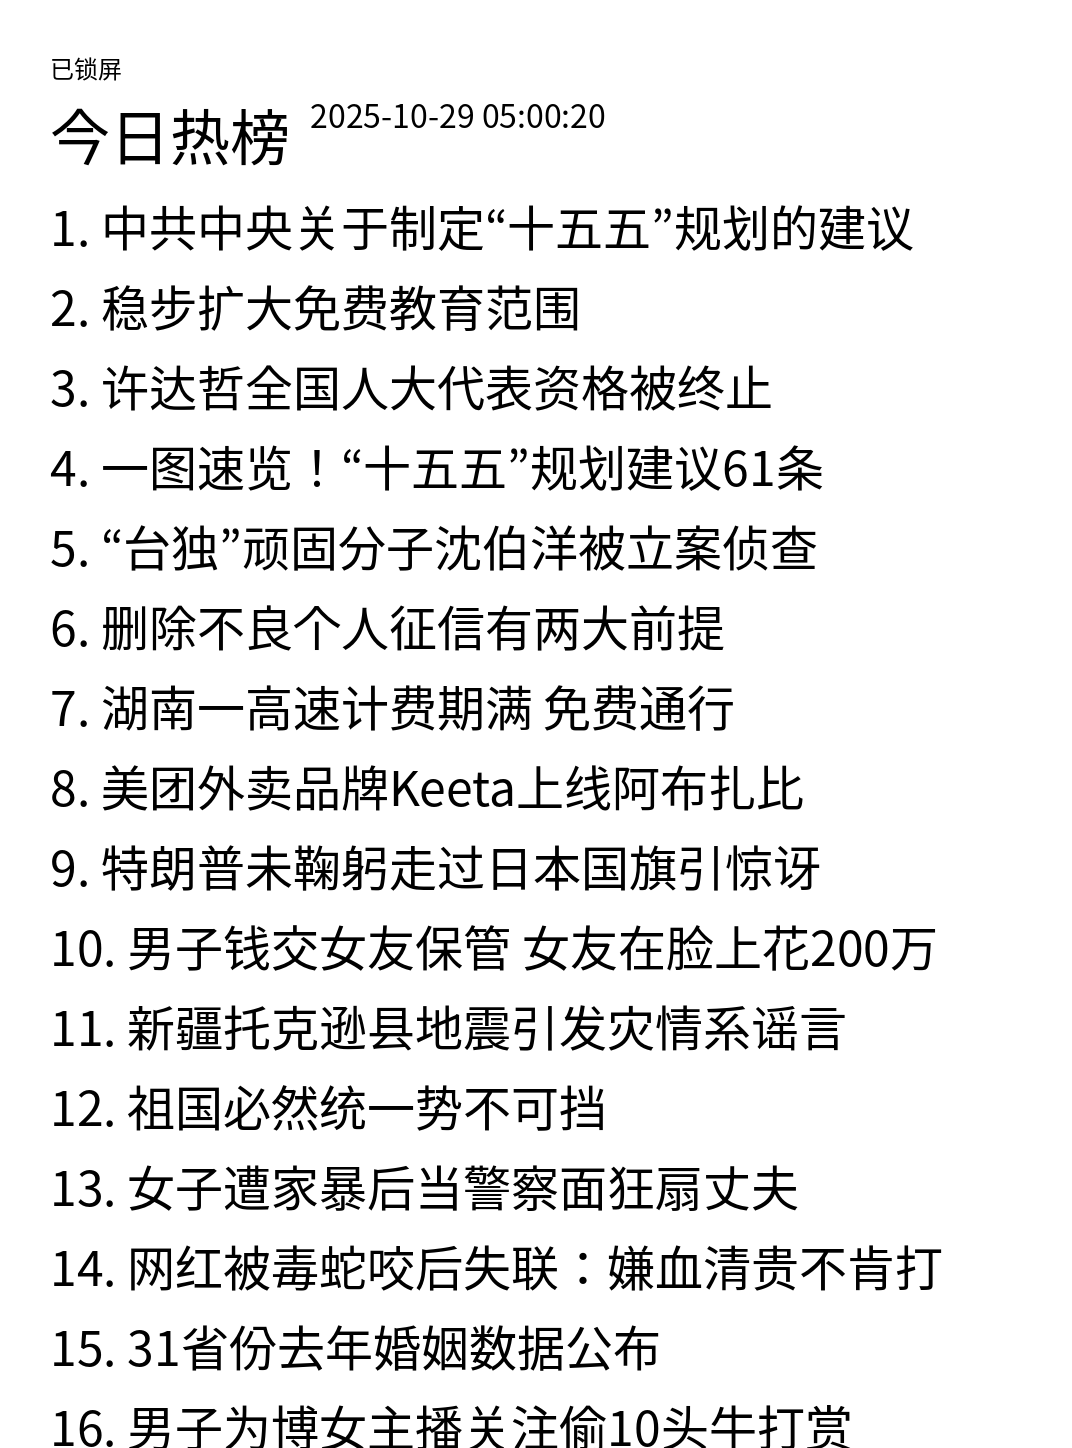 已锁屏
今日热榜 2025-10-29 05:00:20
1. 中共中央关于制定“十五五”规划的建议
2. 稳步扩大免费教育范围
3. 许达哲全国人大代表资格被终止
4. 一图速览！“十五五”规划建议61条
5. “台独”顽固分子沈伯洋被立案侦查
6. 删除不良个人征信有两大前提
7. 湖南一高速计费期满 免费通行
8. 美团外卖品牌Keeta上线阿布扎比
9. 特朗普未鞠躬走过日本国旗引惊讶
10. 男子钱交女友保管 女友在脸上花200万
11. 新疆托克逊县地震引发灾情系谣言
12. 祖国必然统一势不可挡
13. 女子遭家暴后当警察面狂扇丈夫
14. 网红被毒蛇咬后失联：嫌血清贵不肯打
15. 31省份去年婚姻数据公布
16. 男子为博女主播关注偷10头牛打赏